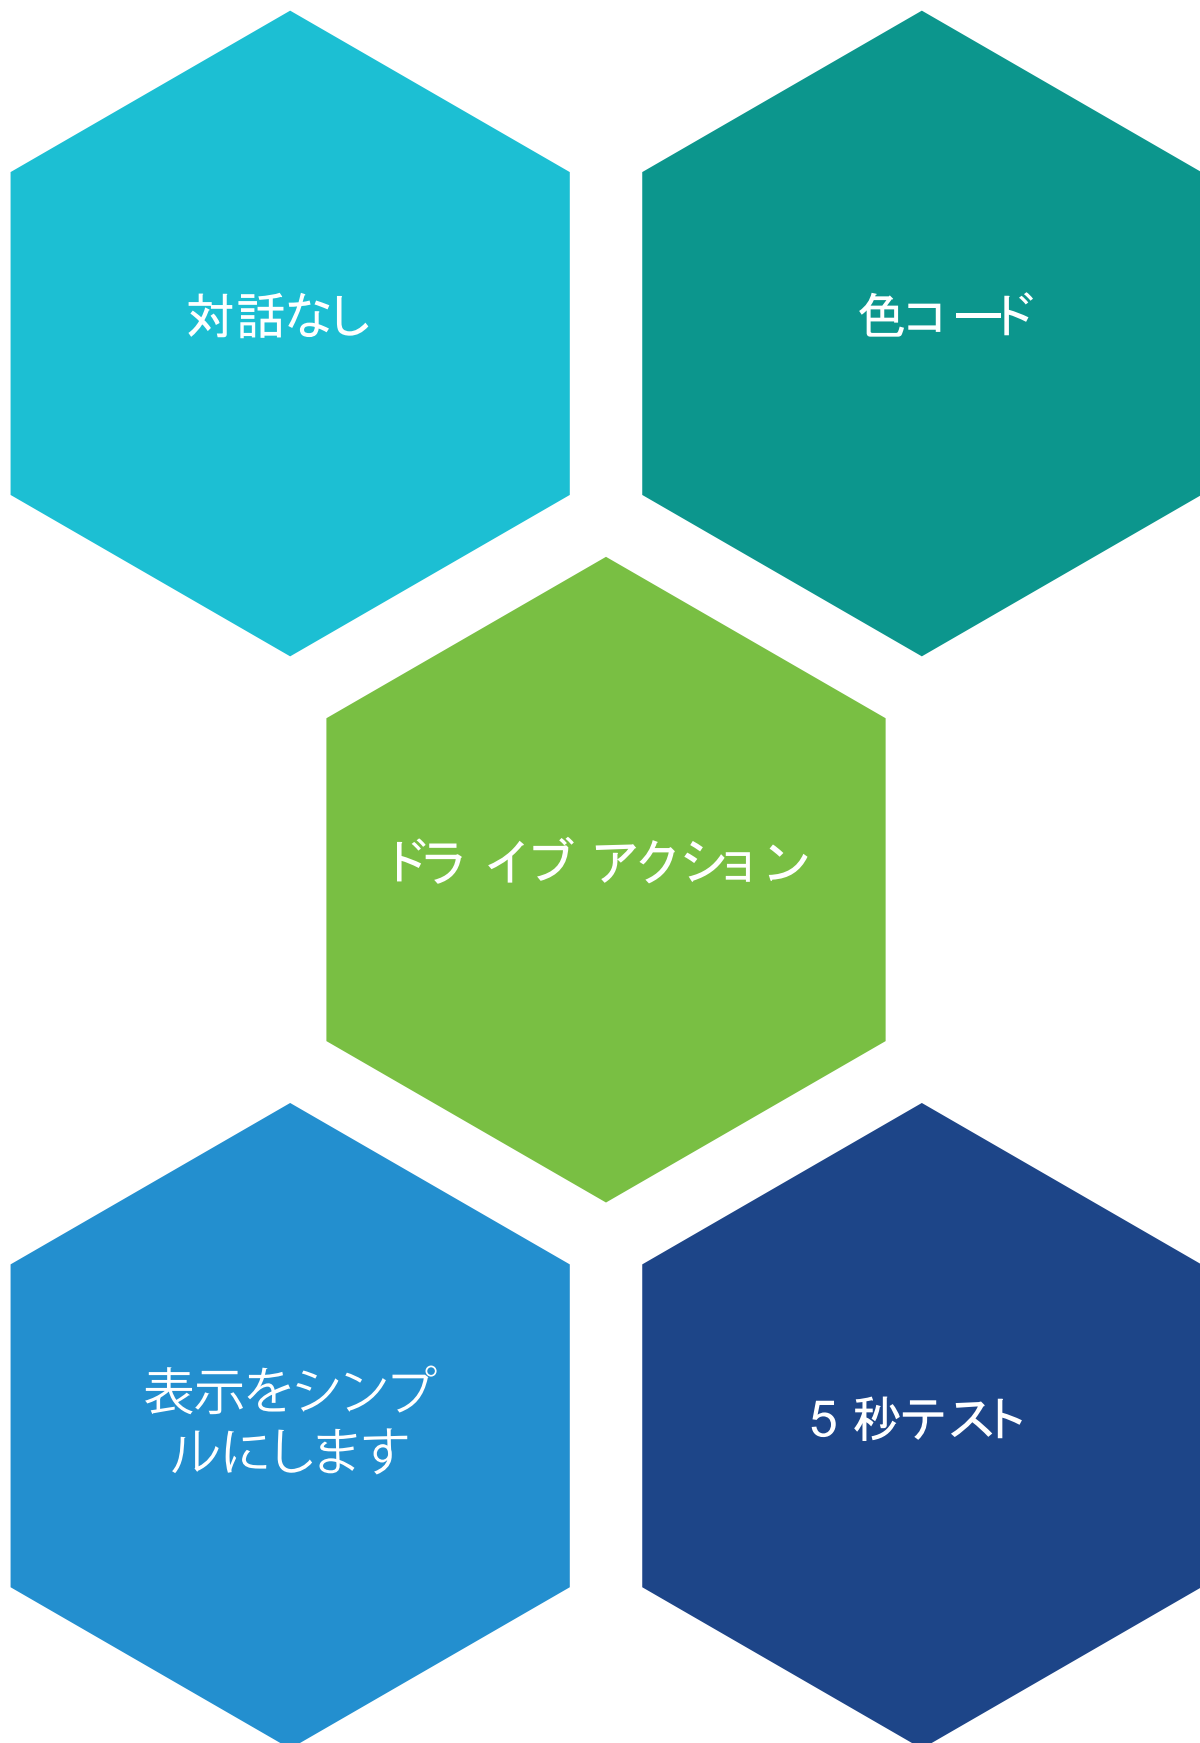 対話なし
色コード
ドライブ アクション
表示をシンプ
ルにします
5 秒テスト